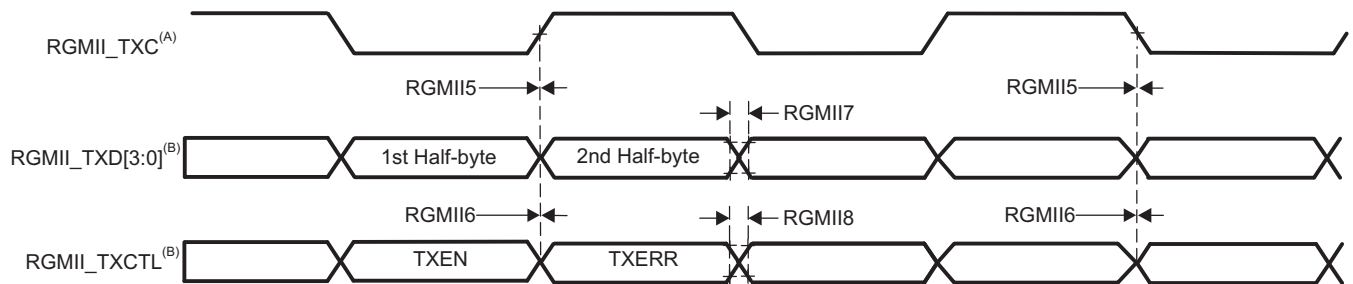 RGMII_TXC(A)
RGMII5
RGMII5
RGMII7
RGMII_TXD[3:0](B)
1st Half-byte
2nd Half-byte
RGMII6
RGMII8
RGMII6
RGMII_TXCTL(B)
TXEN
TXERR